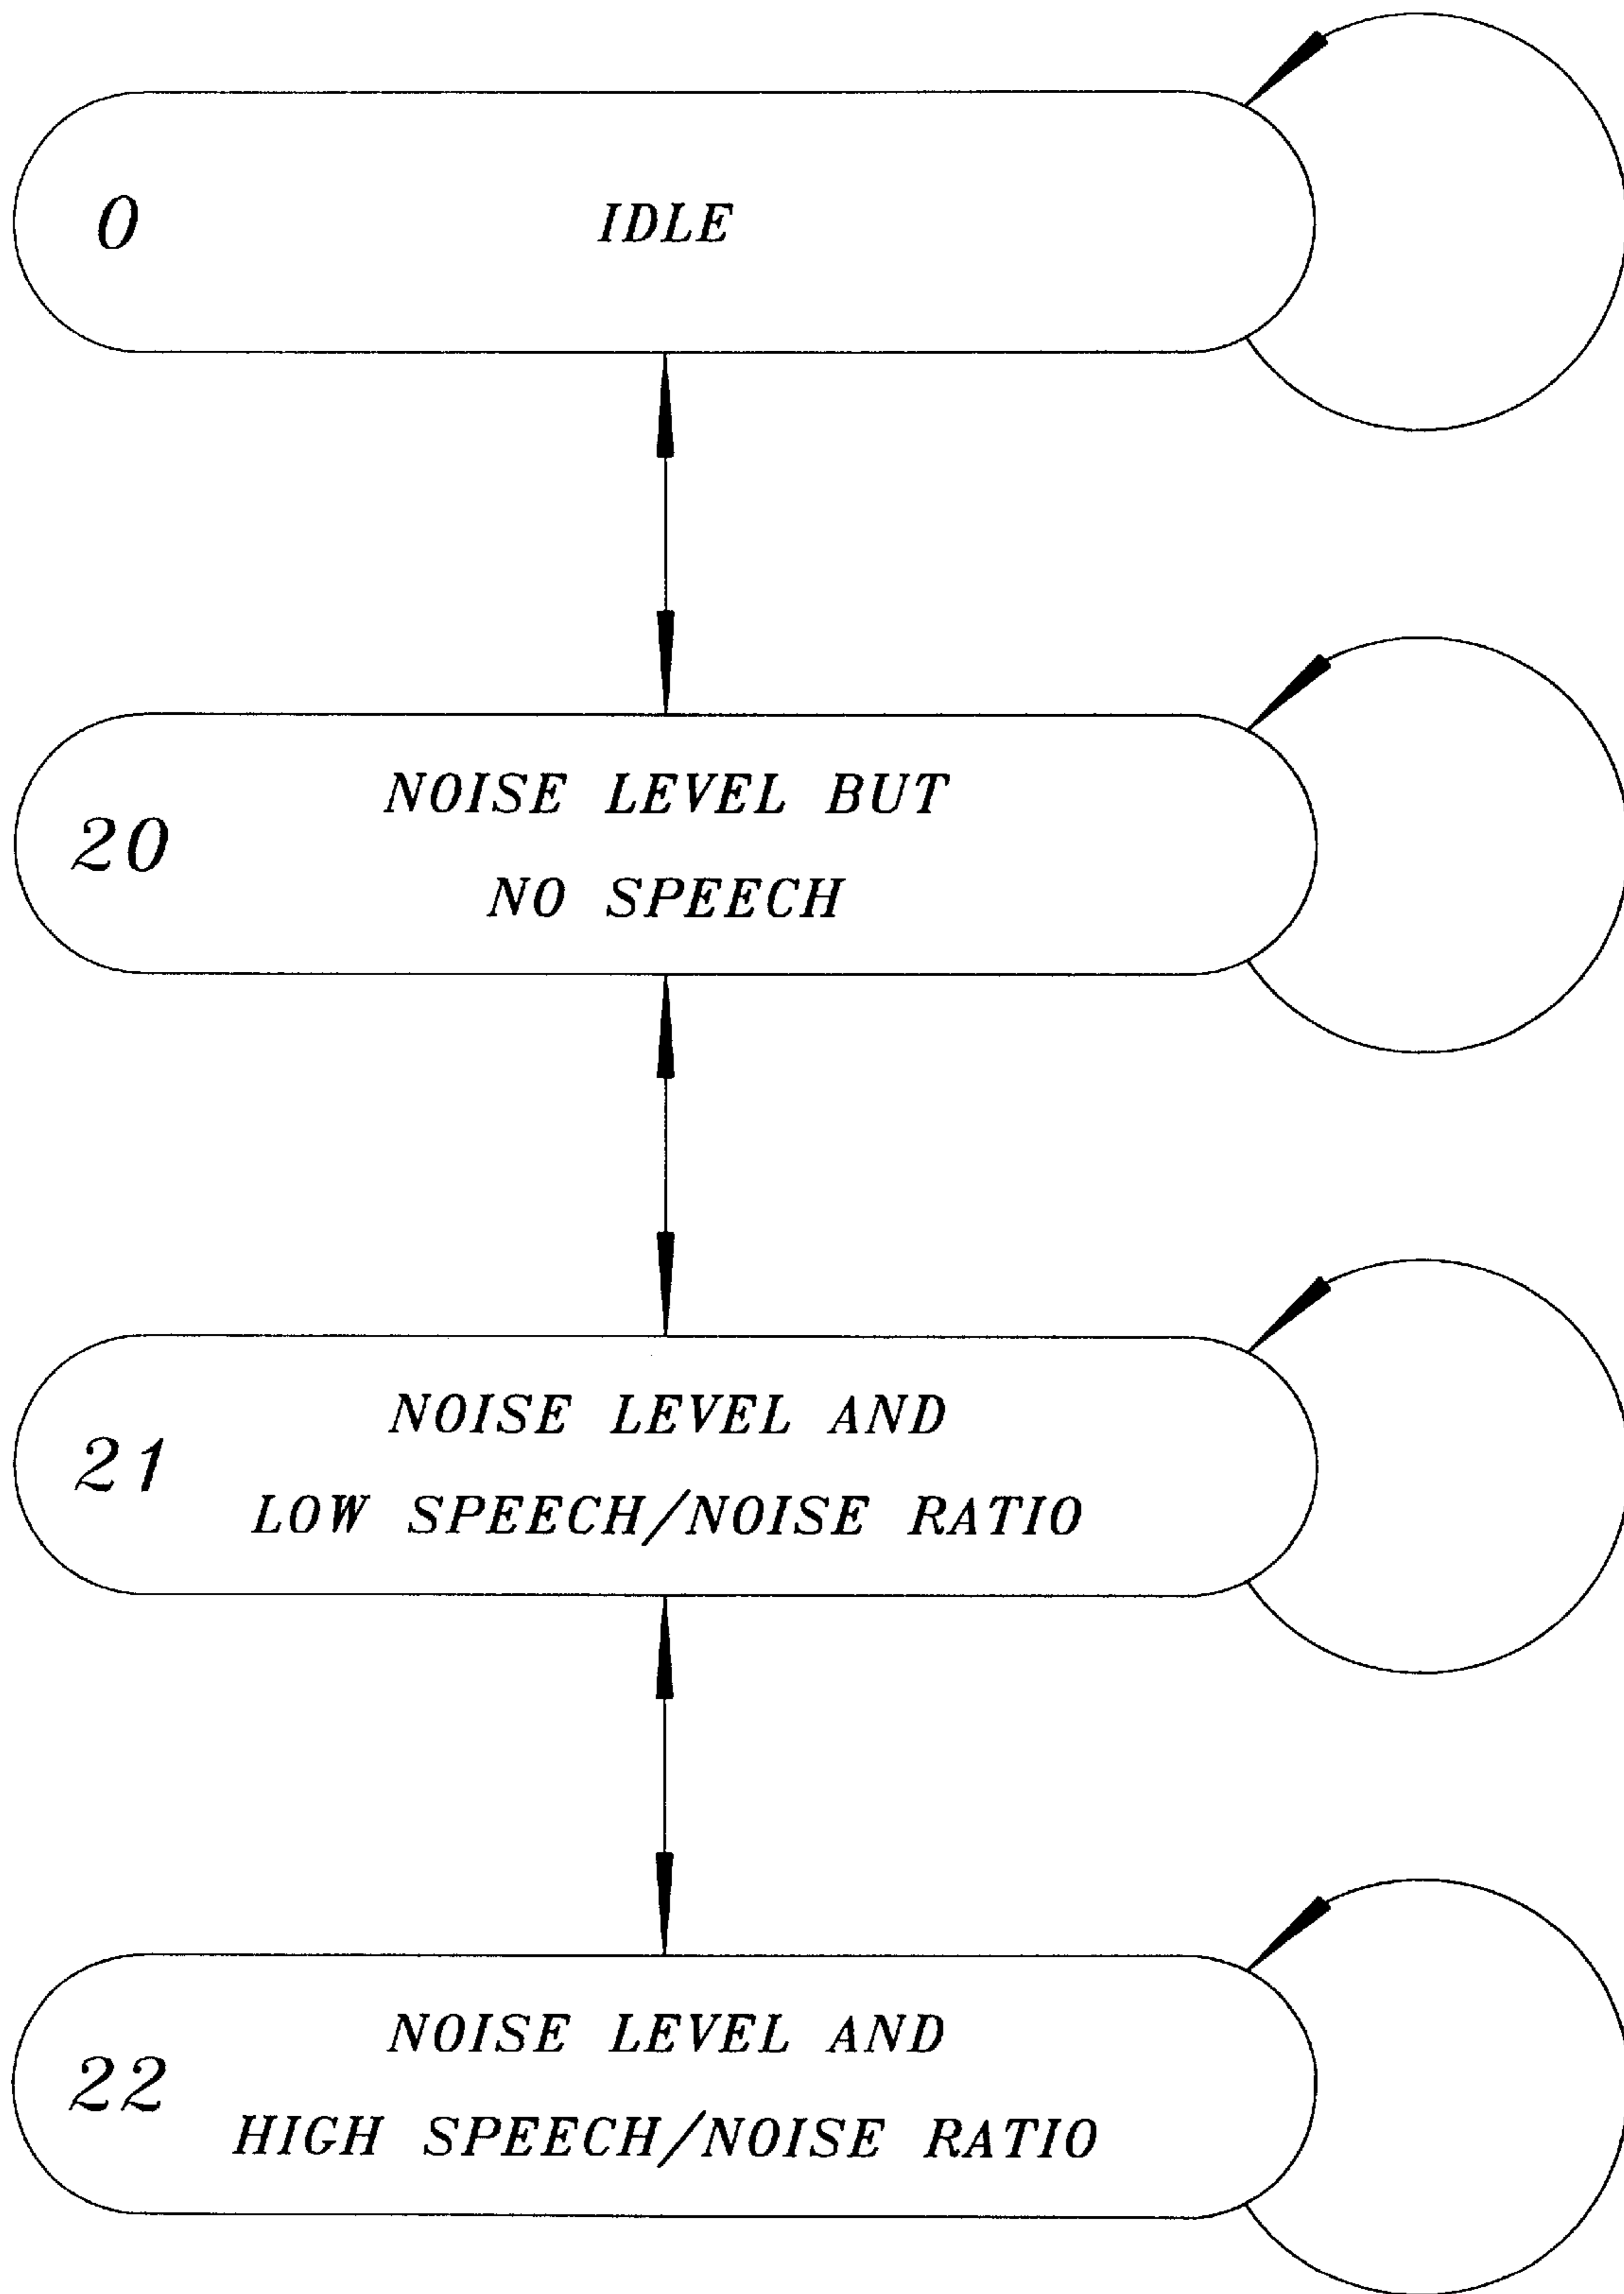 0 IDLE
NOISE LEVEL BUT
20
NO SPEECH
NOISE LEVEL AND
21
LOW SPEECH/NOISE RATIO
NOISE LEVEL AND
22
HIGH SPEECH/NOISE RATIO